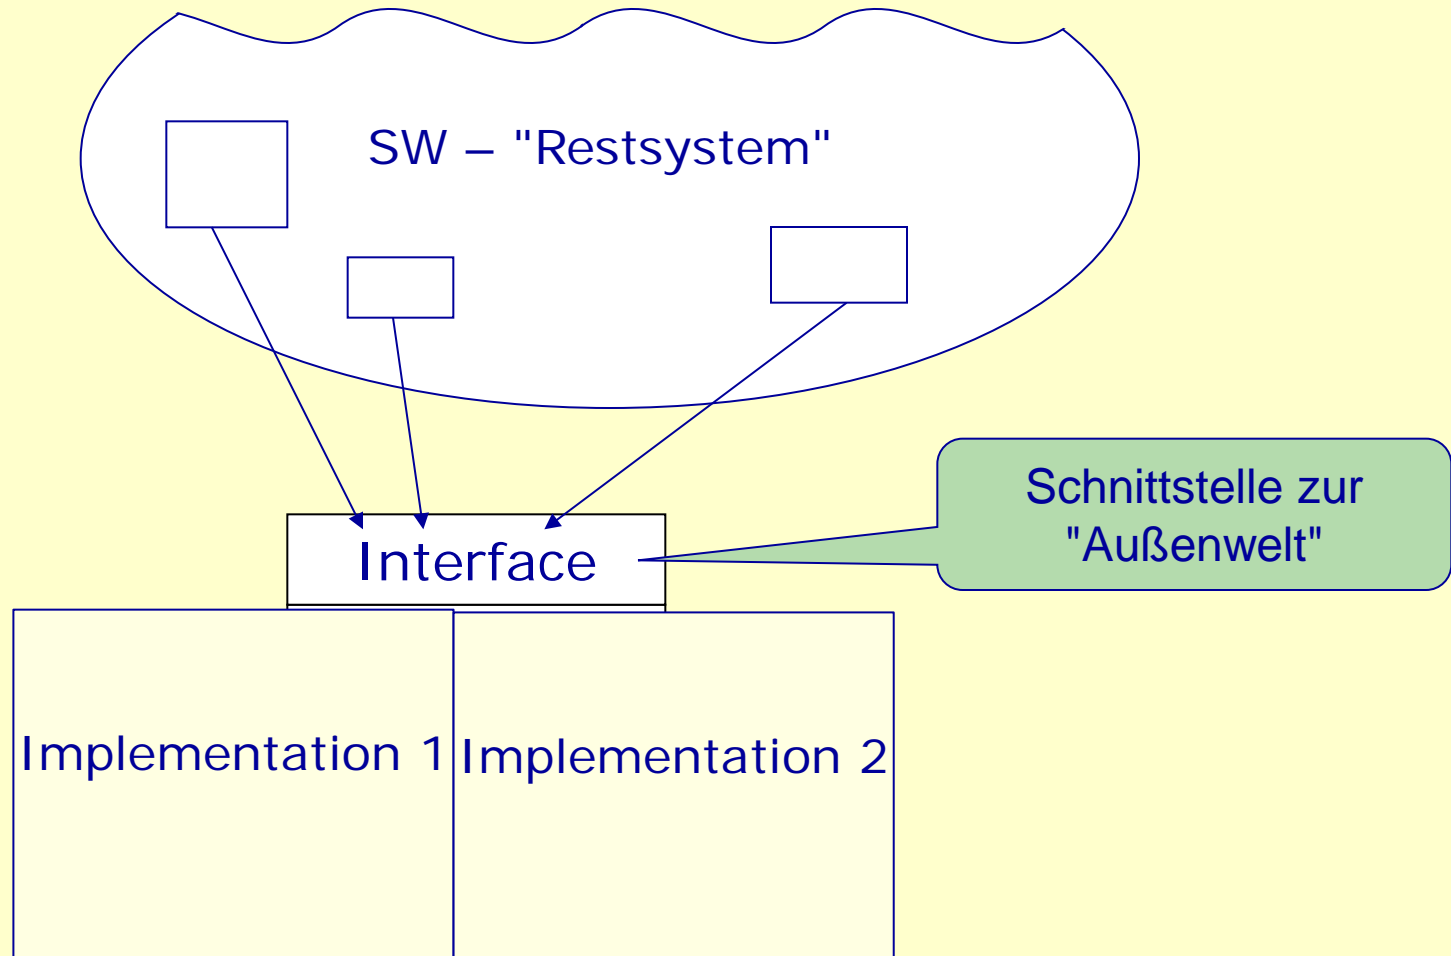 SW – "Restsystem"
Schnittstelle zur
"Außenwelt"
Interface
Implementation 1
Implementation 2